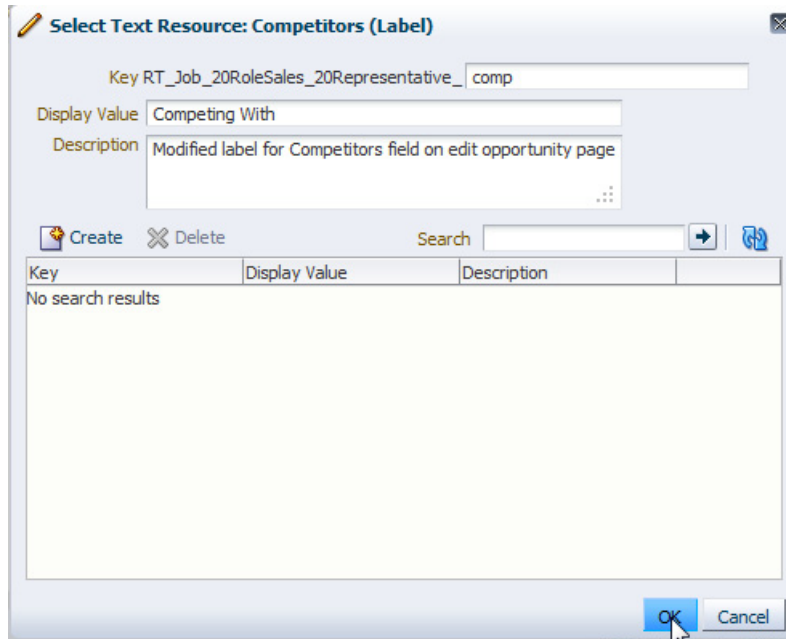 Select Text Resource: Competitors (Label)
Key RT_Job_20RoleSales_20Representative_ comp
Display Value Competing With
Description Modified label for Competitors field on edit opportunity page
Create Delete Search
Key Display Value Description
No search results
OK Cancel